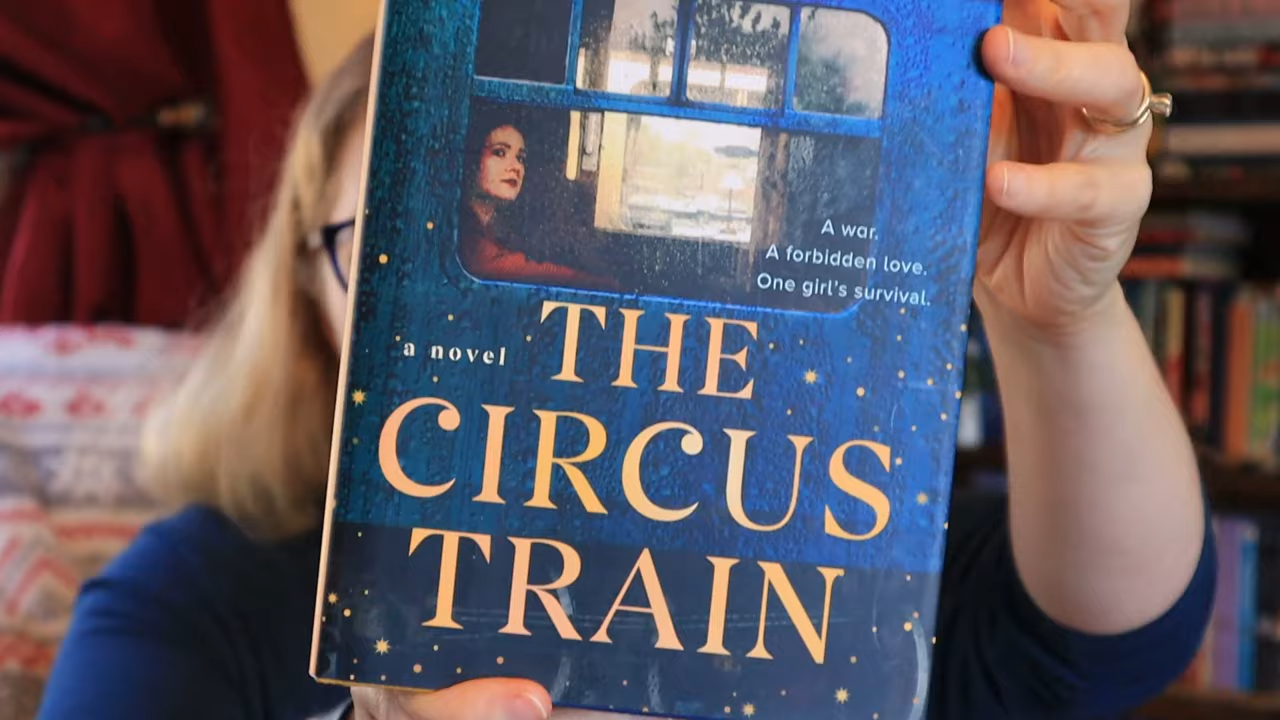 A war.
A forbidden love.
One girl's survival.
a novel
THE
CIRCUS
TRAIN